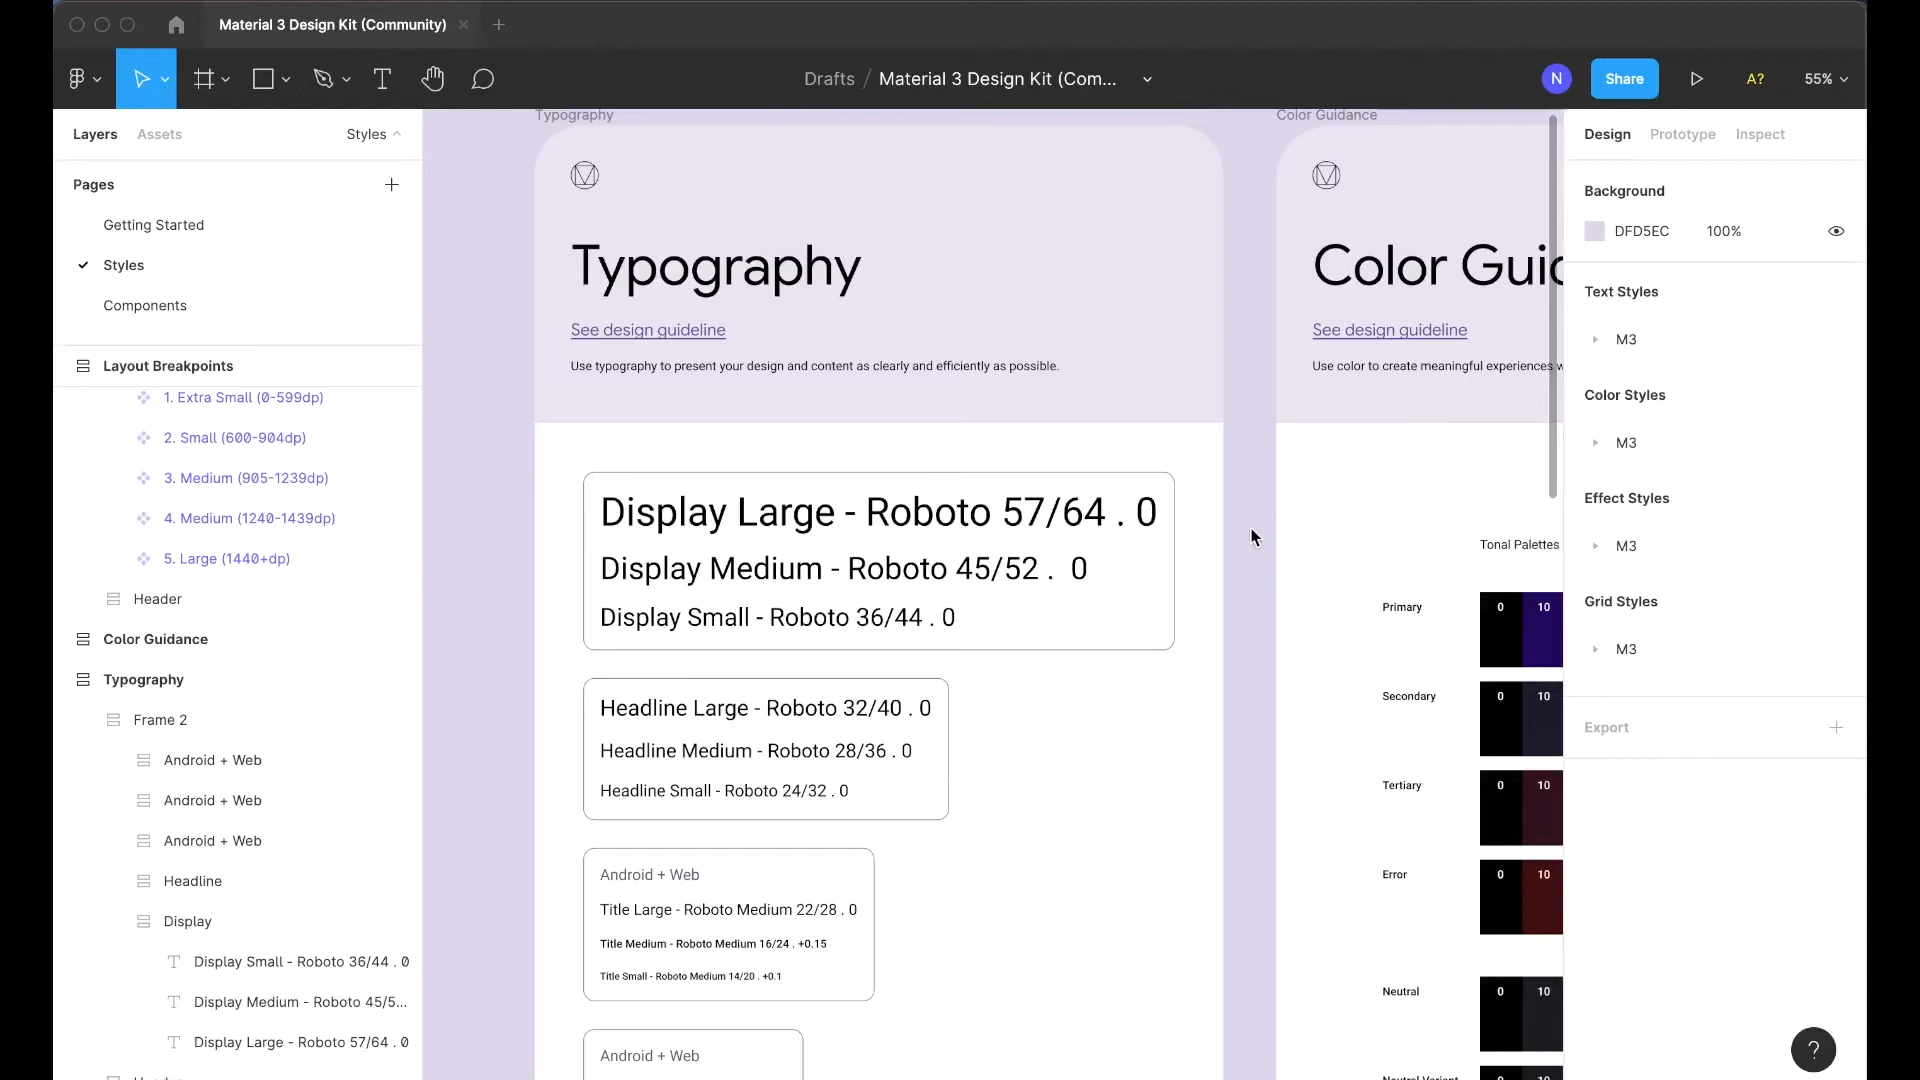 Material 3 Design Kit (Community)
Drafts / Material 3 Design Kit (Com...
N
Share
A?
55%
Layers
Assets
Styles
Pages
Getting Started
Styles
Components
Layout Breakpoints
1. Extra Small (0-599dp)
2. Small (600-904dp)
3. Medium (905-1239dp)
4. Medium (1240-1439dp)
5. Large (1440+dp)
Header
Color Guidance
Typography
Frame 2
Android + Web
Android + Web
Android + Web
Headline
Display
Display Small - Roboto 36/44 . 0
Display Medium - Roboto 45/5...
Display Large - Roboto 57/64 . 0
Typography
Typography
See design guideline
Use typography to present your design and content as clearly and efficiently as possible.
Display Large - Roboto 57/64 . 0
Display Medium - Roboto 45/52 . 0
Display Small - Roboto 36/44 . 0
Headline Large - Roboto 32/40 . 0
Headline Medium - Roboto 28/36 . 0
Headline Small - Roboto 24/32 . 0
Android + Web
Title Large - Roboto Medium 22/28 . 0
Title Medium - Roboto Medium 16/24 . +0.15
Title Small - Roboto Medium 14/20 . +0.1
Android + Web
Color Guidance
Color Guid
See design guideline
Use color to create meaningful experiences w
Tonal Palettes
Primary 0 10
Secondary 0 10
Tertiary 0 10
Error 0 10
Neutral 0 10
Design
Prototype
Inspect
Background
DFD5EC 100%
Text Styles
M3
Color Styles
M3
Effect Styles
M3
Grid Styles
M3
Export
?